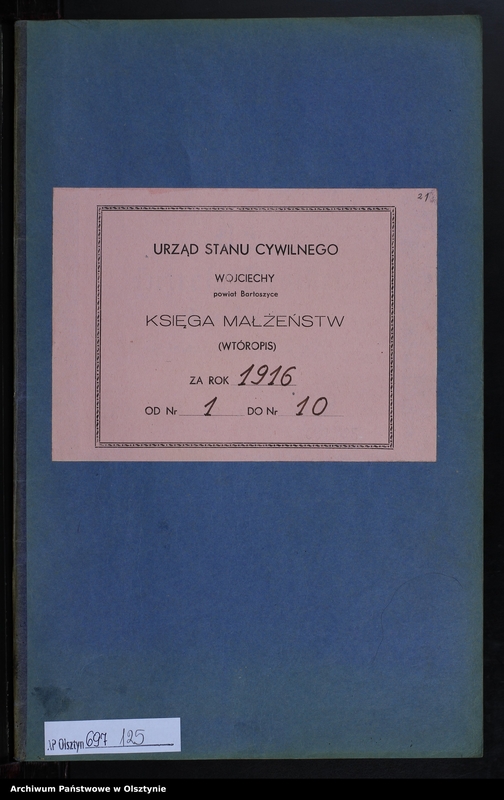 21
URZĄD STANU CYWILNEGO
WOJCIECHY
powiat Bartoszyce
KSIĘGA MAŁŻEŃSTW
(WTÓROPIS)
ZA ROK 1916
OD Nr 1 DO Nr 10
AP Olsztyn 697 125
Archiwum Państwowe w Olsztynie